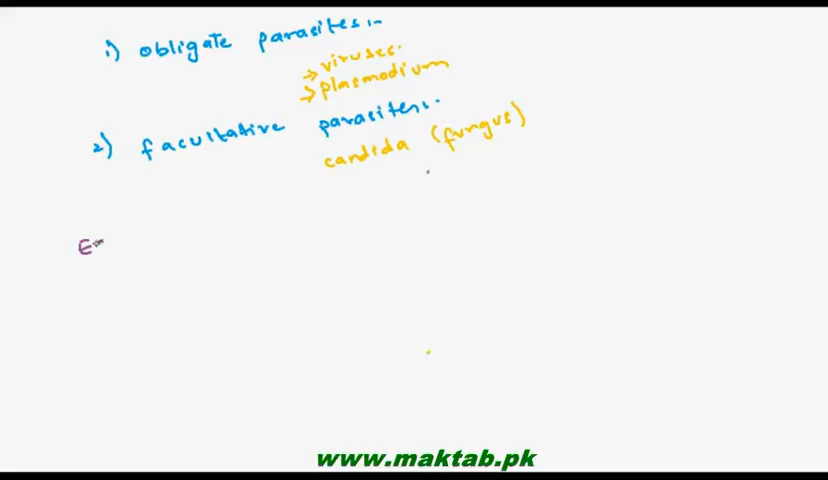 1) obligate parasites:-
→ viruses.
→ plasmodium
2) facultative parasites:-
candida (fungus)
E
www.maktab.pk